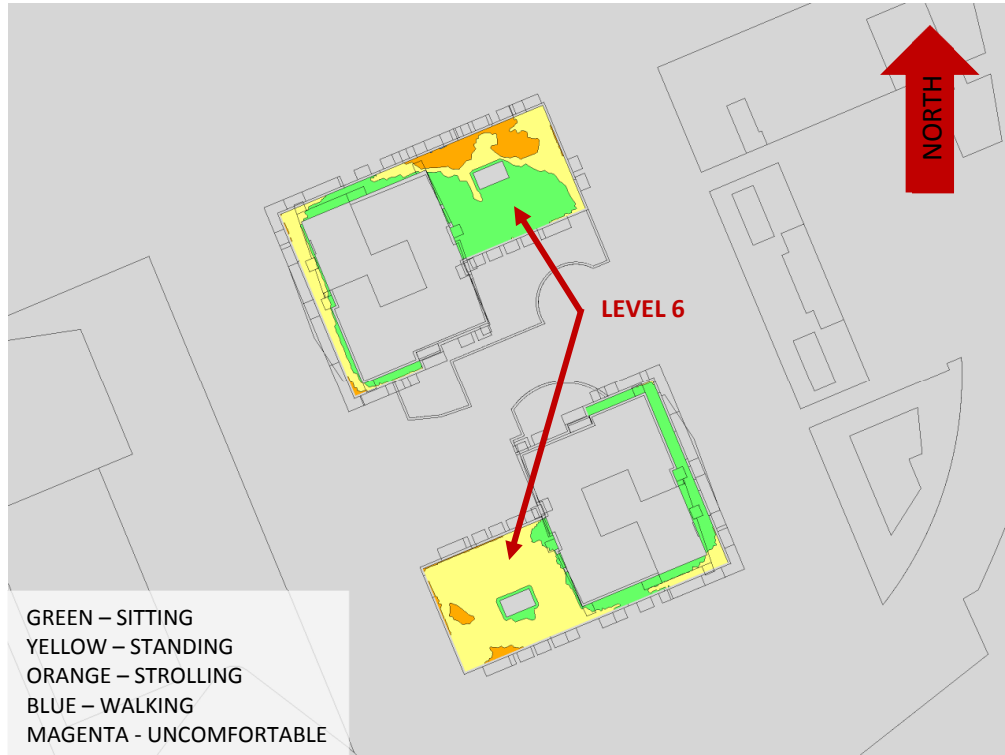 NORTH
LEVEL 6
GREEN – SITTING
YELLOW – STANDING
ORANGE – STROLLING
BLUE – WALKING
MAGENTA - UNCOMFORTABLE